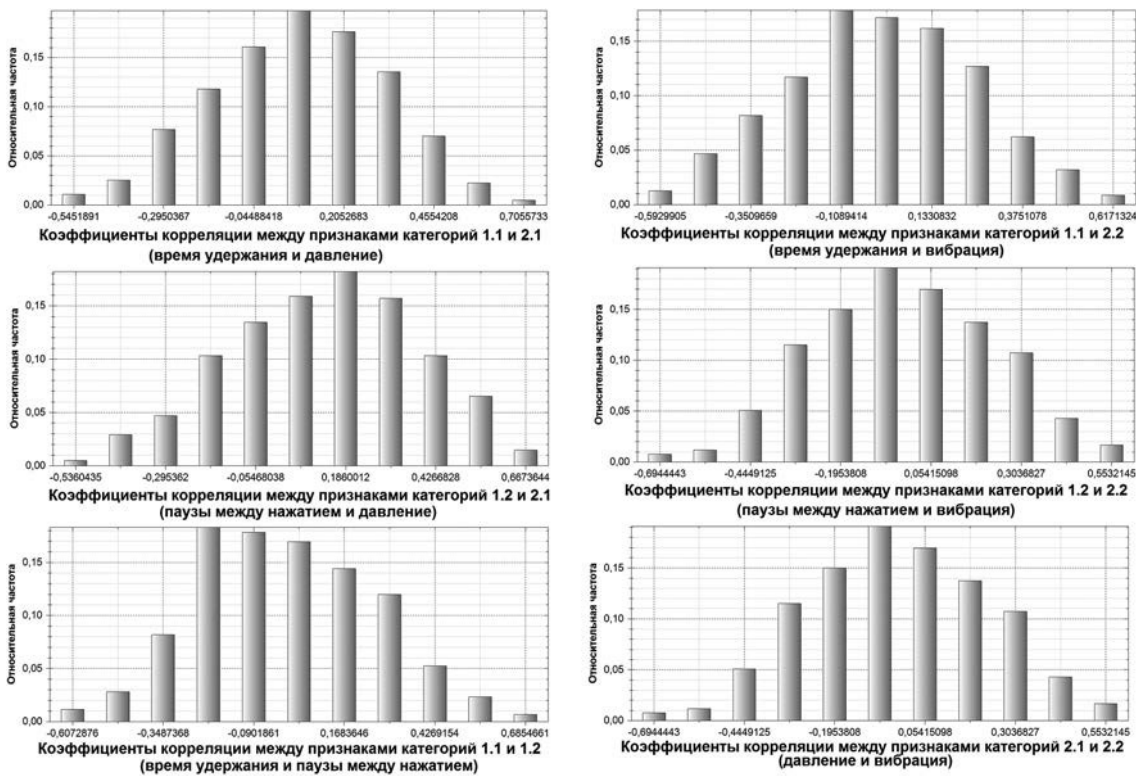 Относительная частота
0,15
0,10
0,05
0,00
-0,5451891 -0,2950367 -0,04488418 0,2052683 0,4554208 0,7055733
Коэффициенты корреляции между признаками категорий 1.1 и 2.1
(время удержания и давление)
Относительная частота
0,15
0,10
0,05
0,00
-0,5929905 -0,3509659 -0,1089414 0,1330832 0,3751078 0,6171324
Коэффициенты корреляции между признаками категорий 1.1 и 2.2
(время удержания и вибрация)
Относительная частота
0,15
0,10
0,05
0,00
-0,5360435 -0,295362 -0,05468038 0,1860012 0,4266828 0,6673644
Коэффициенты корреляции между признаками категорий 1.2 и 2.1
(паузы между нажатием и давление)
Относительная частота
0,15
0,10
0,05
0,00
-0,6944443 -0,4449125 -0,1953808 0,05415098 0,3036827 0,5532145
Коэффициенты корреляции между признаками категорий 1.2 и 2.2
(паузы между нажатием и вибрация)
Относительная частота
0,15
0,10
0,05
0,00
-0,6072876 -0,3487368 -0,0901861 0,1683646 0,4269154 0,6854661
Коэффициенты корреляции между признаками категорий 1.1 и 1.2
(время удержания и паузы между нажатием)
Относительная частота
0,15
0,10
0,05
0,00
-0,6944443 -0,4449125 -0,1953808 0,05415098 0,3036827 0,5532145
Коэффициенты корреляции между признаками категорий 2.1 и 2.2
(давление и вибрация)